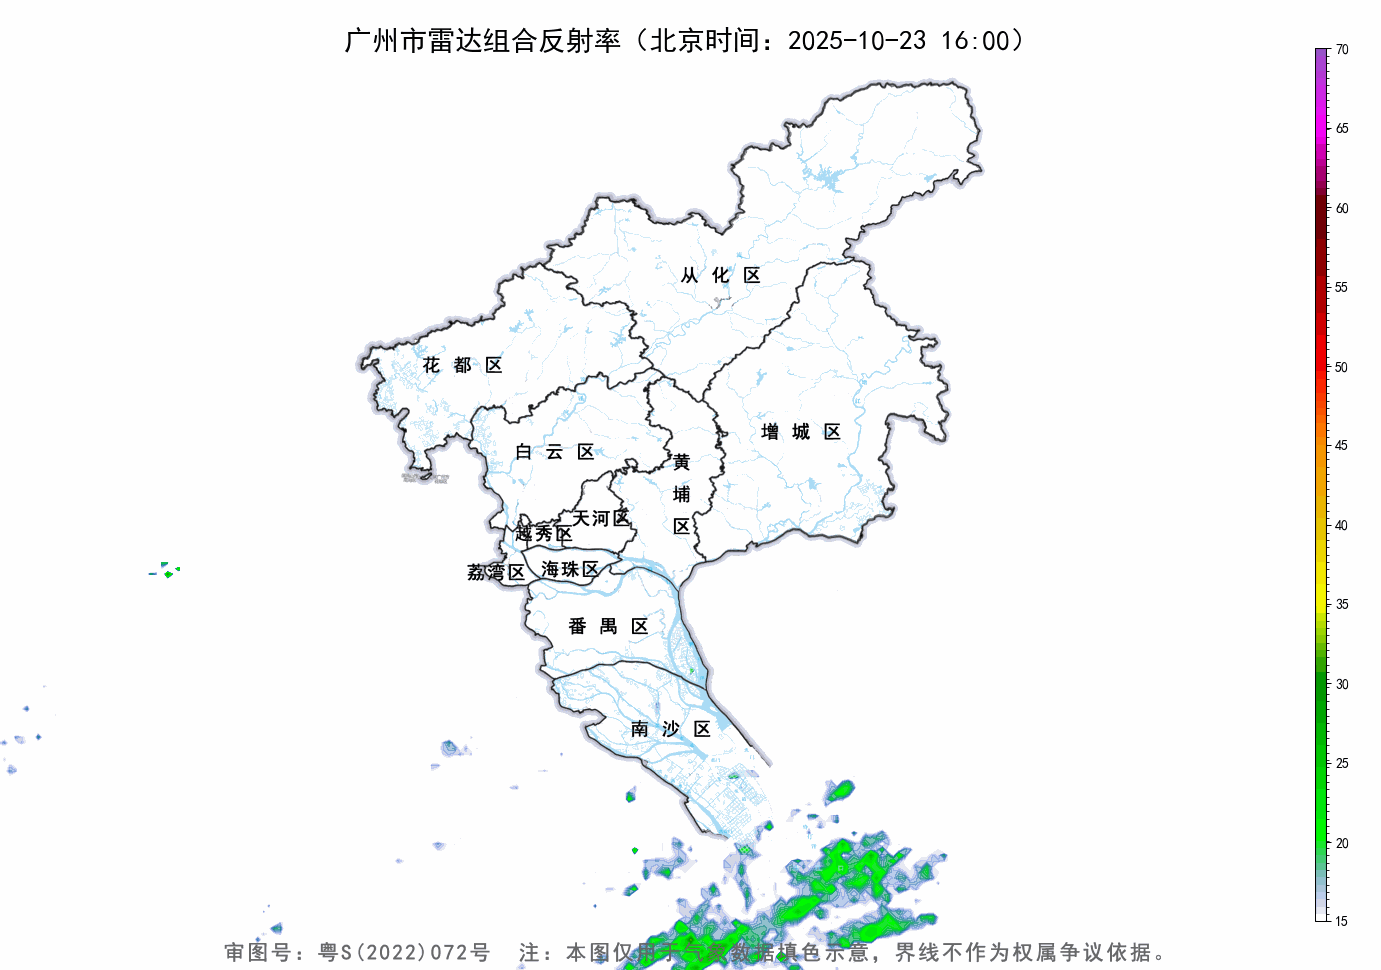 广州市雷达组合反射率（北京时间：2025-10-23 16:00）
70
65
60
55
50
45
40
35
30
25
20
15
从化区
花都区
增城区
白云区
黄埔区
天河区
越秀区
海珠区
荔湾区
番禺区
南沙区
审图号：粤S(2022)072号 注：本图仅用于气象数据填色示意，界线不作为权属争议依据。